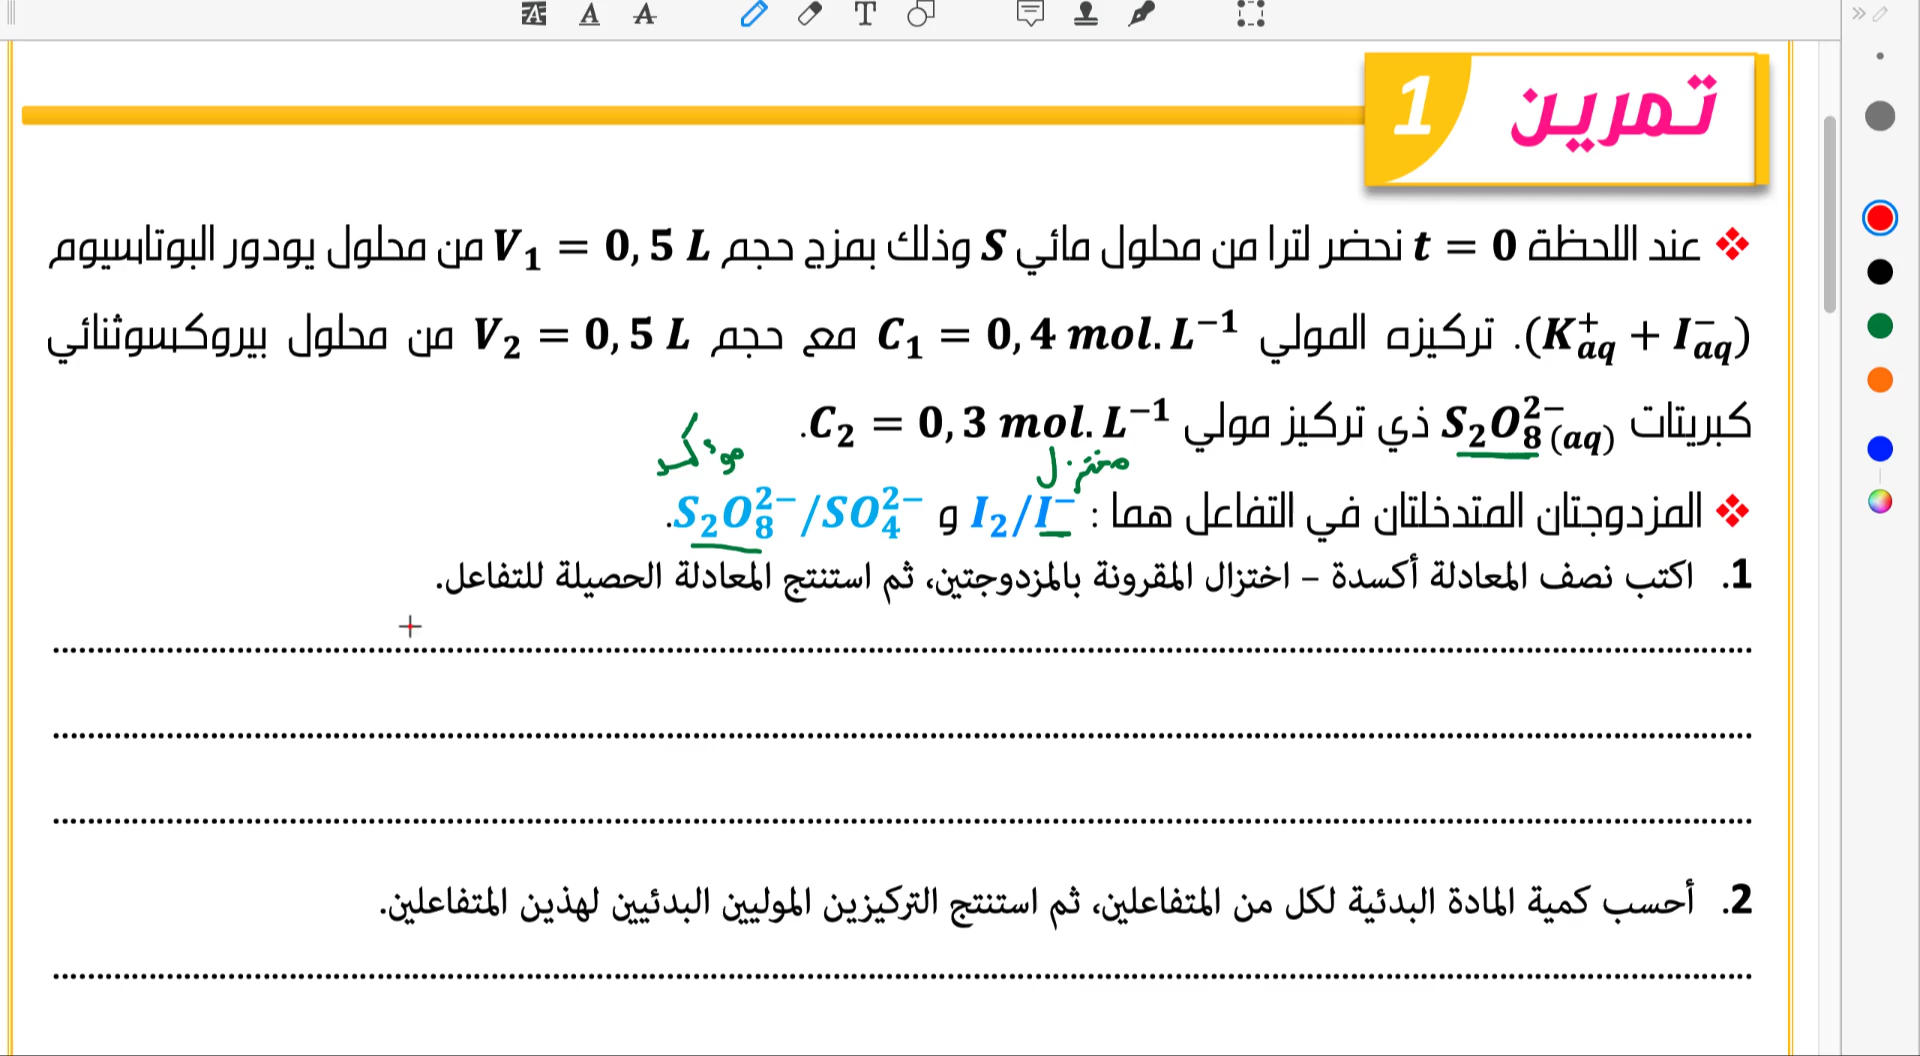 تمرين 1
❖ عند اللحظة t = 0 نحضر لترا من محلول مائي S وذلك بمزج حجم V₁ = 0,5 L من محلول يودور البوتاسيوم
(K⁺aq + I⁻aq). تركيزه المولي C₁ = 0,4 mol.L⁻¹ مع حجم V₂ = 0,5 L من محلول بيروكسوثنائي
كبريتات S₂O₈²⁻(aq) ذي تركيز مولي C₂ = 0,3 mol.L⁻¹.
مختزل مؤكسد
❖ المزدوجتان المتدخلتان في التفاعل هما : I₂/I⁻ و S₂O₈²⁻/SO₄²⁻.
1. اكتب نصف المعادلة أكسدة – اختزال المقرونة بالمزدوجتين، ثم استنتج المعادلة الحصيلة للتفاعل.
2. أحسب كمية المادة البدئية لكل من المتفاعلين، ثم استنتج التركيزين الموليين البدئيين لهذين المتفاعلين.